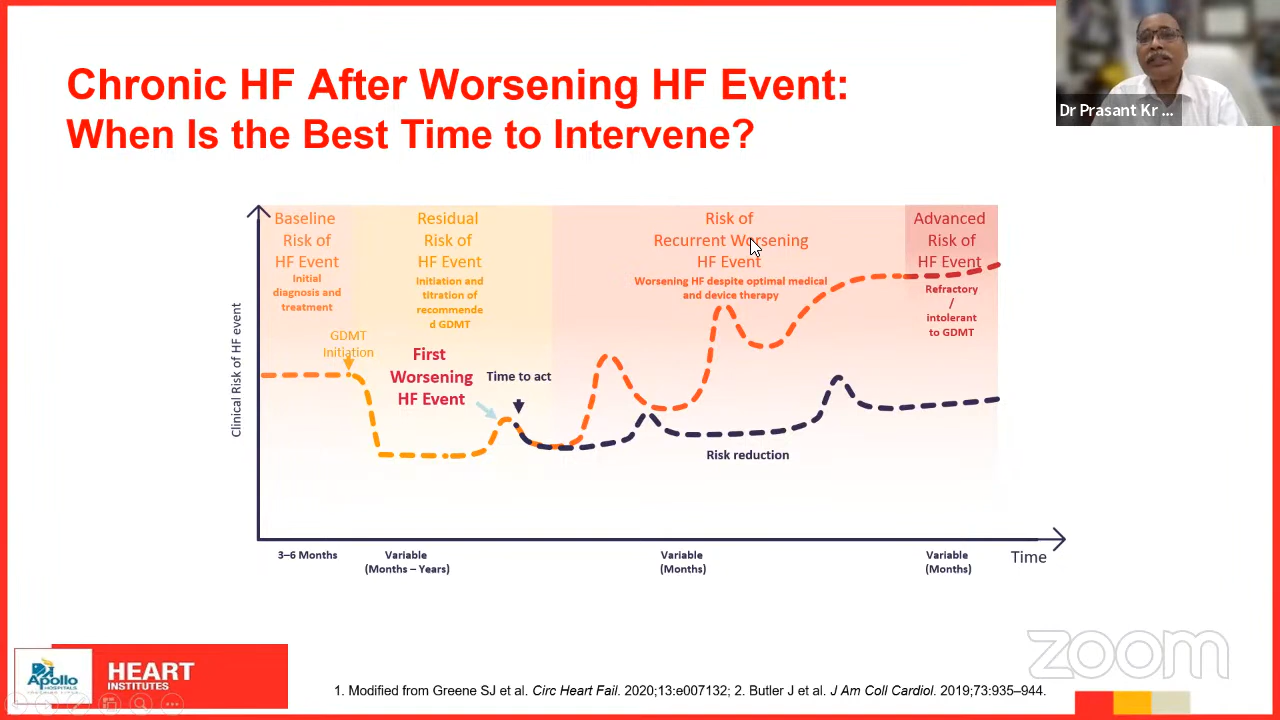 Chronic HF After Worsening HF Event:
When Is the Best Time to Intervene?
Dr Prasant Kr ...
Clinical Risk of HF event
Baseline
Risk of
HF Event
Initial
diagnosis and
treatment
GDMT
Initiation
Residual
Risk of
HF Event
Initiation and
titration of
recommende
d GDMT
First
Worsening
HF Event
Time to act
Risk of
Recurrent Worsening
HF Event
Worsening HF despite optimal medical
and device therapy
Risk reduction
Advanced
Risk of
HF Event
Refractory
/
intolerant
to GDMT
3–6 Months
Variable
(Months – Years)
Variable
(Months)
Variable
(Months)
Time
zoom
Apollo
HOSPITALS
HEART
INSTITUTES
1. Modified from Greene SJ, et al. Circ Heart Fail. 2020;13:e007132; 2. Butler J et al. J Am Coll Cardiol. 2019;73:935–944.